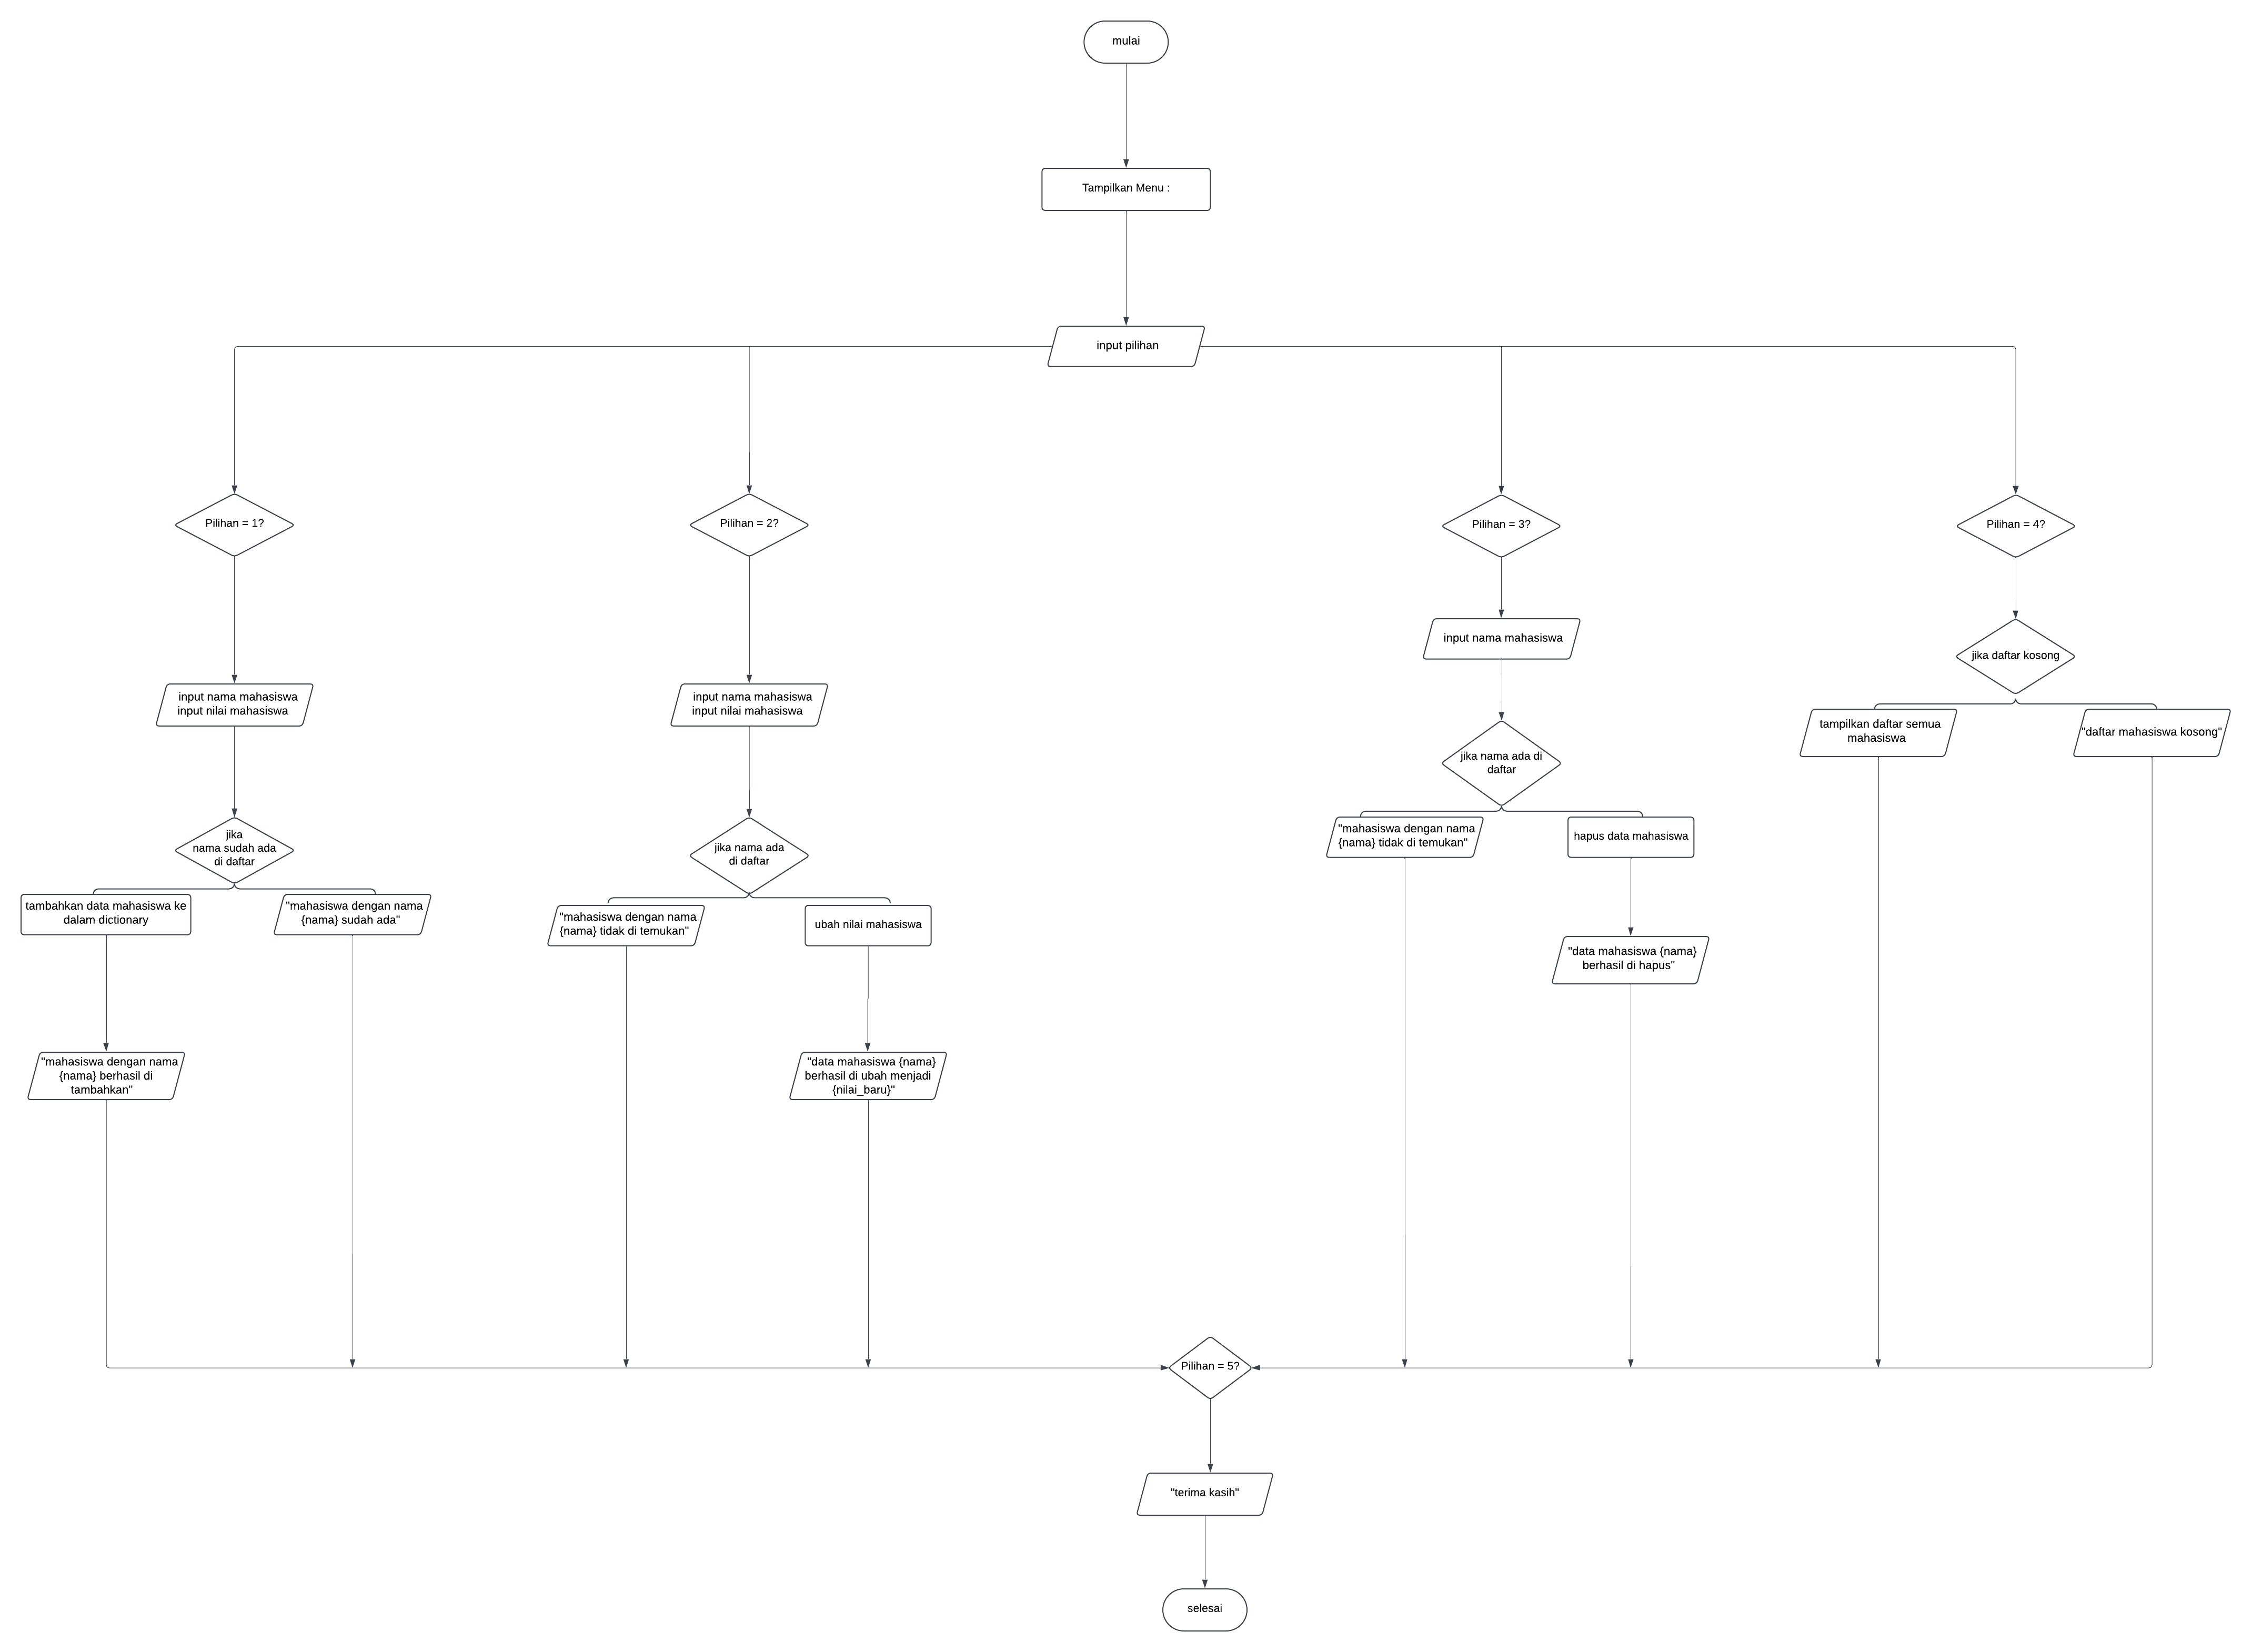 mulai
Tampilkan Menu :
input pilihan
Pilihan = 1?
Pilihan = 2?
Pilihan = 3?
Pilihan = 4?
input nama mahasiswa
input nilai mahasiswa
input nama mahasiswa
input nilai mahasiswa
input nama mahasiswa
jika daftar kosong
tampilkan daftar semua
mahasiswa
"daftar mahasiswa kosong"
jika nama ada di
daftar
jika
nama sudah ada
di daftar
jika nama ada
di daftar
"mahasiswa dengan nama
{nama} tidak di temukan"
hapus data mahasiswa
tambahkan data mahasiswa ke
dalam dictionary
"mahasiswa dengan nama
{nama} sudah ada"
"mahasiswa dengan nama
{nama} tidak di temukan"
ubah nilai mahasiswa
"data mahasiswa {nama}
berhasil di hapus"
"mahasiswa dengan nama
{nama} berhasil di
tambahkan"
"data mahasiswa {nama}
berhasil di ubah menjadi
{nilai_baru}"
Pilihan = 5?
"terima kasih"
selesai